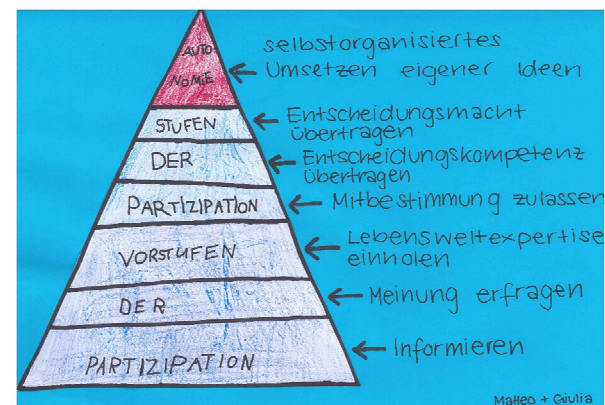 AUTO-
NOMIE
selbstorganisiertes
Umsetzen eigener Ideen
STUFEN
Entscheidungsmacht
übertragen
DER
Entscheidungskompetenz
übertragen
PARTIZIPATION
Mitbestimmung zulassen
VORSTUFEN
Lebensweltexpertise
einholen
DER
Meinung erfragen
PARTIZIPATION
Informieren
Matteo + Giulia